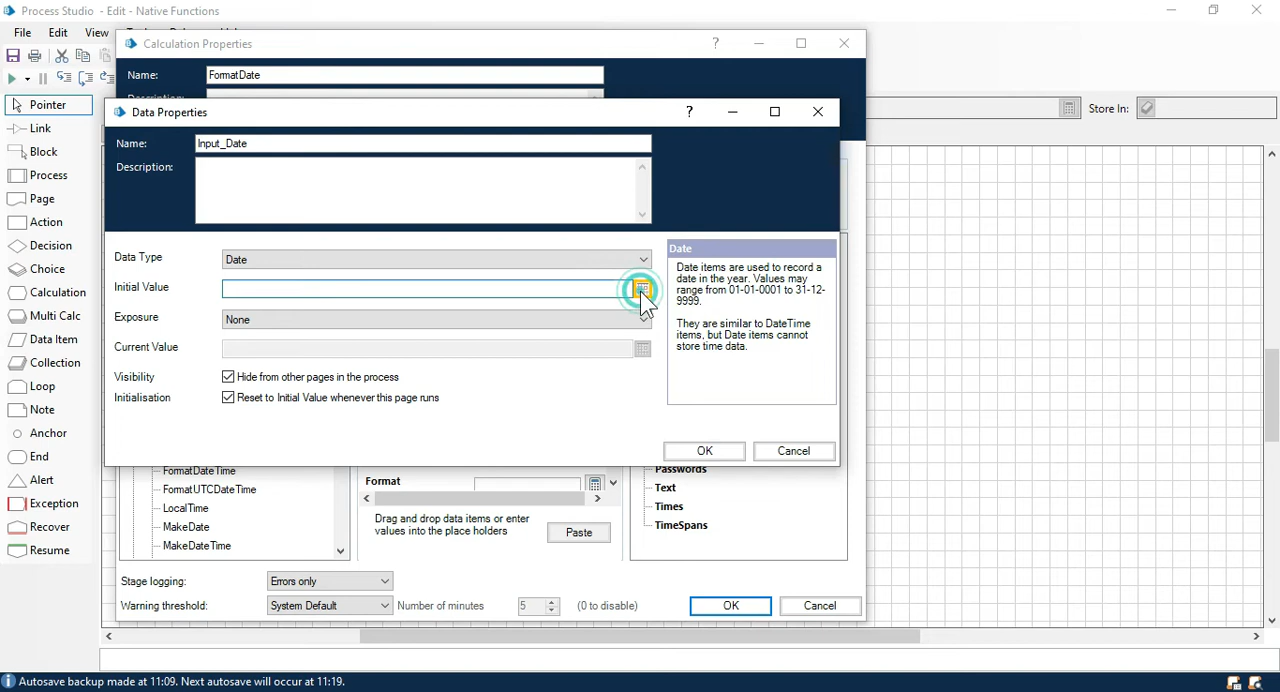 Process Studio - Edit - Native Functions
File Edit View
Calculation Properties
Name: FormatDate
Data Properties
Store In:
Name: Input_Date
Description:
Pointer
Link
Block
Process
Page
Action
Decision
Choice
Calculation
Multi Calc
Data Item
Collection
Loop
Note
Anchor
End
Alert
Exception
Recover
Resume
Data Type Date
Initial Value
Exposure None
Current Value
Visibility Hide from other pages in the process
Initialisation Reset to Initial Value whenever this page runs
Date
Date items are used to record a
date in the year. Values may
range from 01-01-0001 to 31-12-
9999.
They are similar to DateTime
items, but Date items cannot
store time data.
OK Cancel
FormatDateTime
FormatUTCDateTime
LocalTime
MakeDate
MakeDateTime
Format
Drag and drop data items or enter
values into the place holders
Paste
Passwords
Text
Times
TimeSpans
Stage logging: Errors only
Warning threshold: System Default Number of minutes 5 (0 to disable)
OK Cancel
Autosave backup made at 11:09. Next autosave will occur at 11:19.